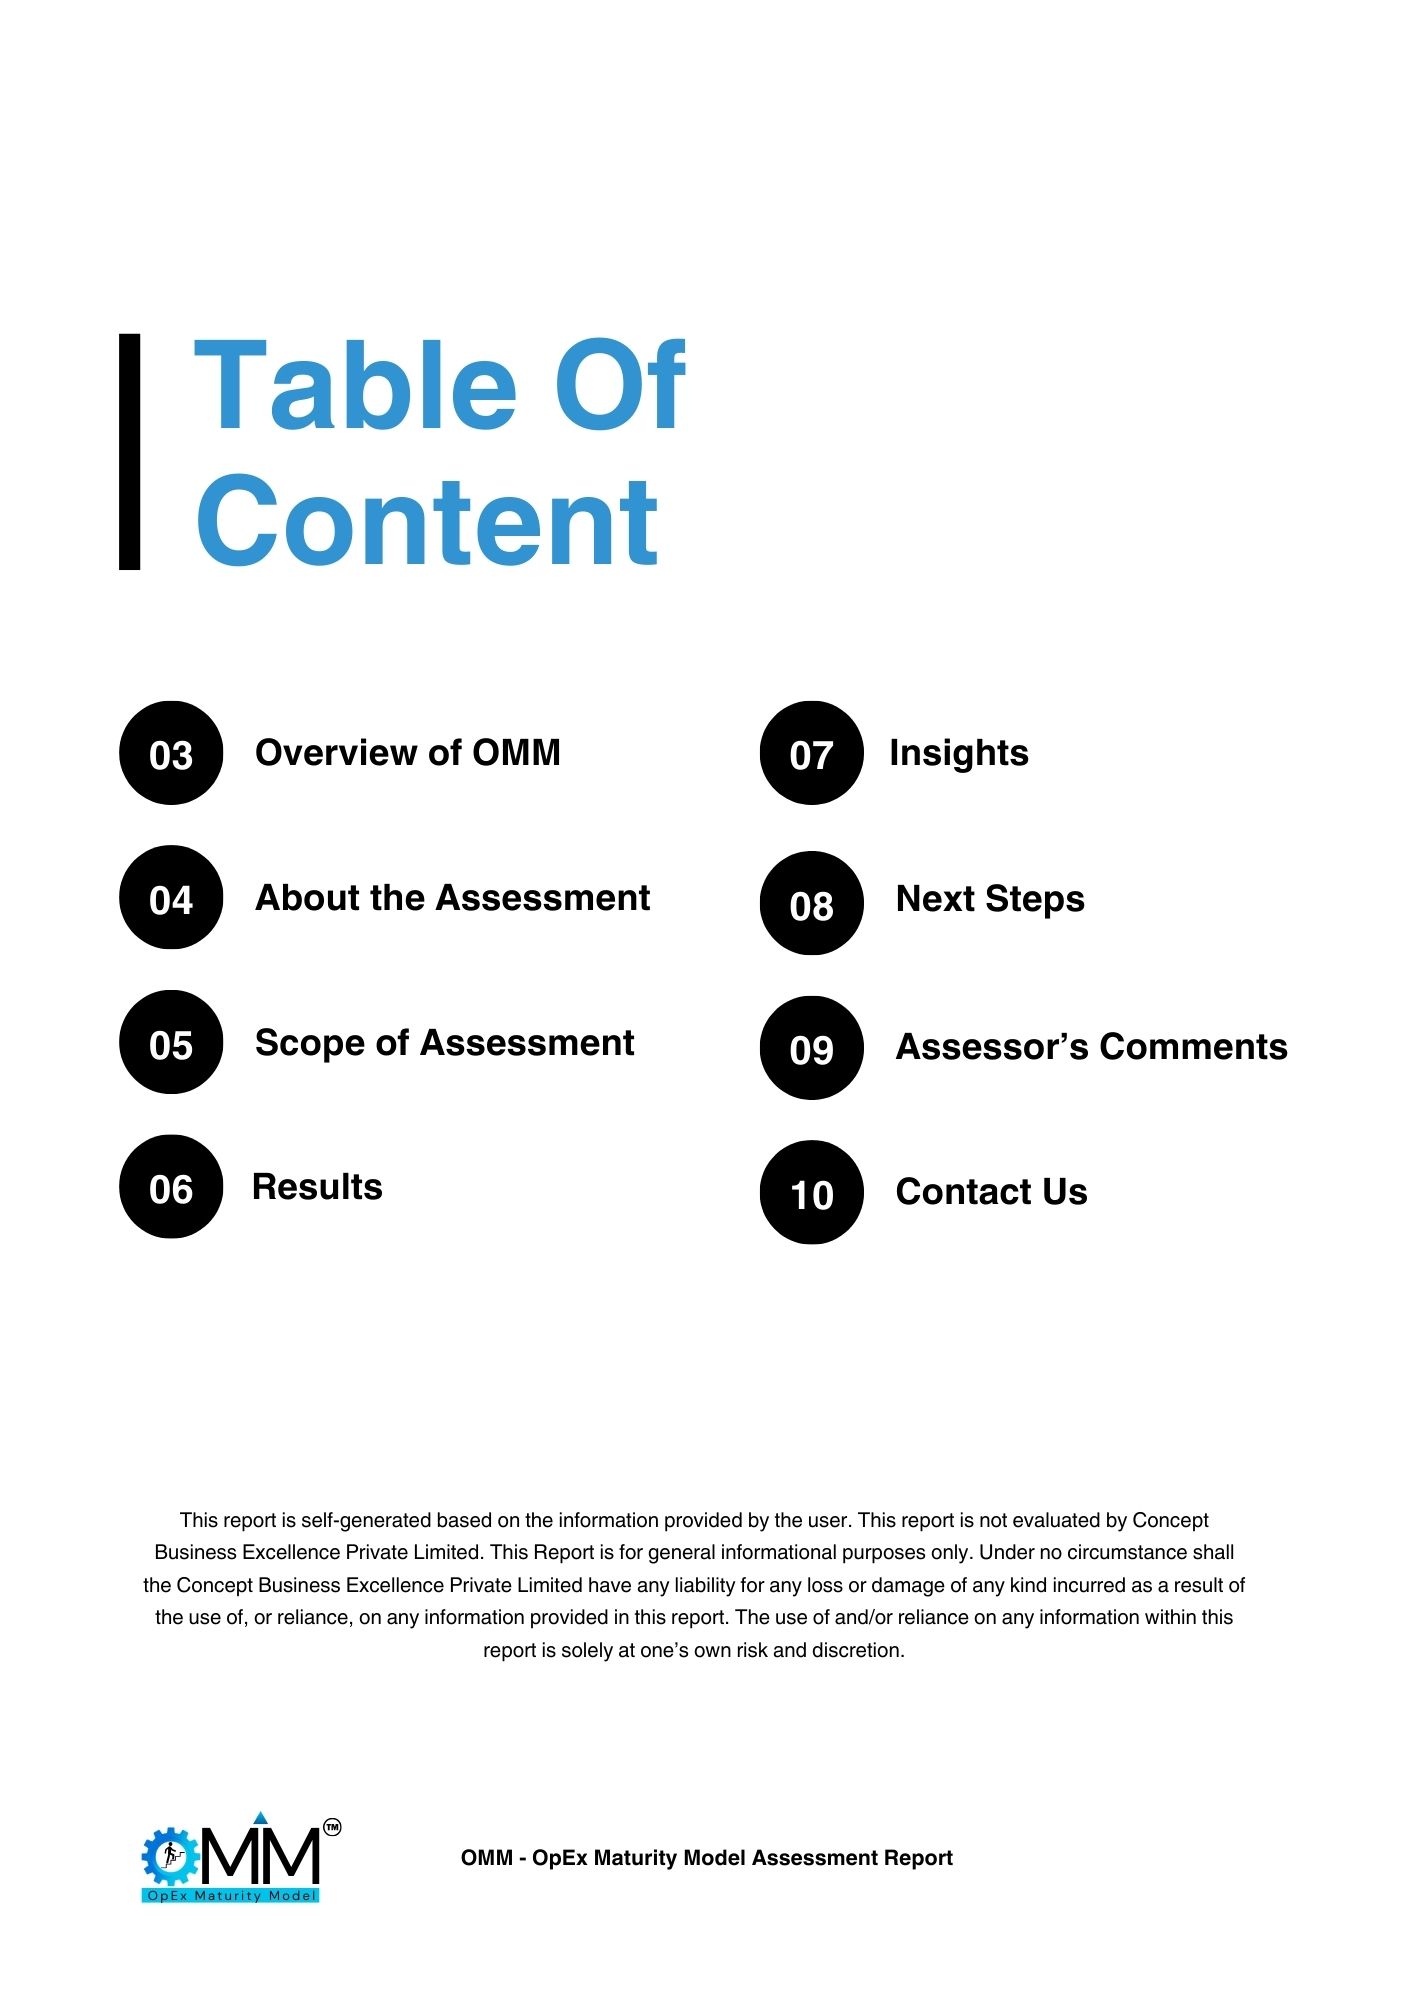 Table Of
Content
03 Overview of OMM
04 About the Assessment
05 Scope of Assessment
06 Results
07 Insights
08 Next Steps
09 Assessor’s Comments
10 Contact Us
This report is self-generated based on the information provided by the user. This report is not evaluated by Concept
Business Excellence Private Limited. This Report is for general informational purposes only. Under no circumstance shall
the Concept Business Excellence Private Limited have any liability for any loss or damage of any kind incurred as a result of
the use of, or reliance, on any information provided in this report. The use of and/or reliance on any information within this
report is solely at one’s own risk and discretion.
OMM TM
OpEx Maturity Model
OMM - OpEx Maturity Model Assessment Report